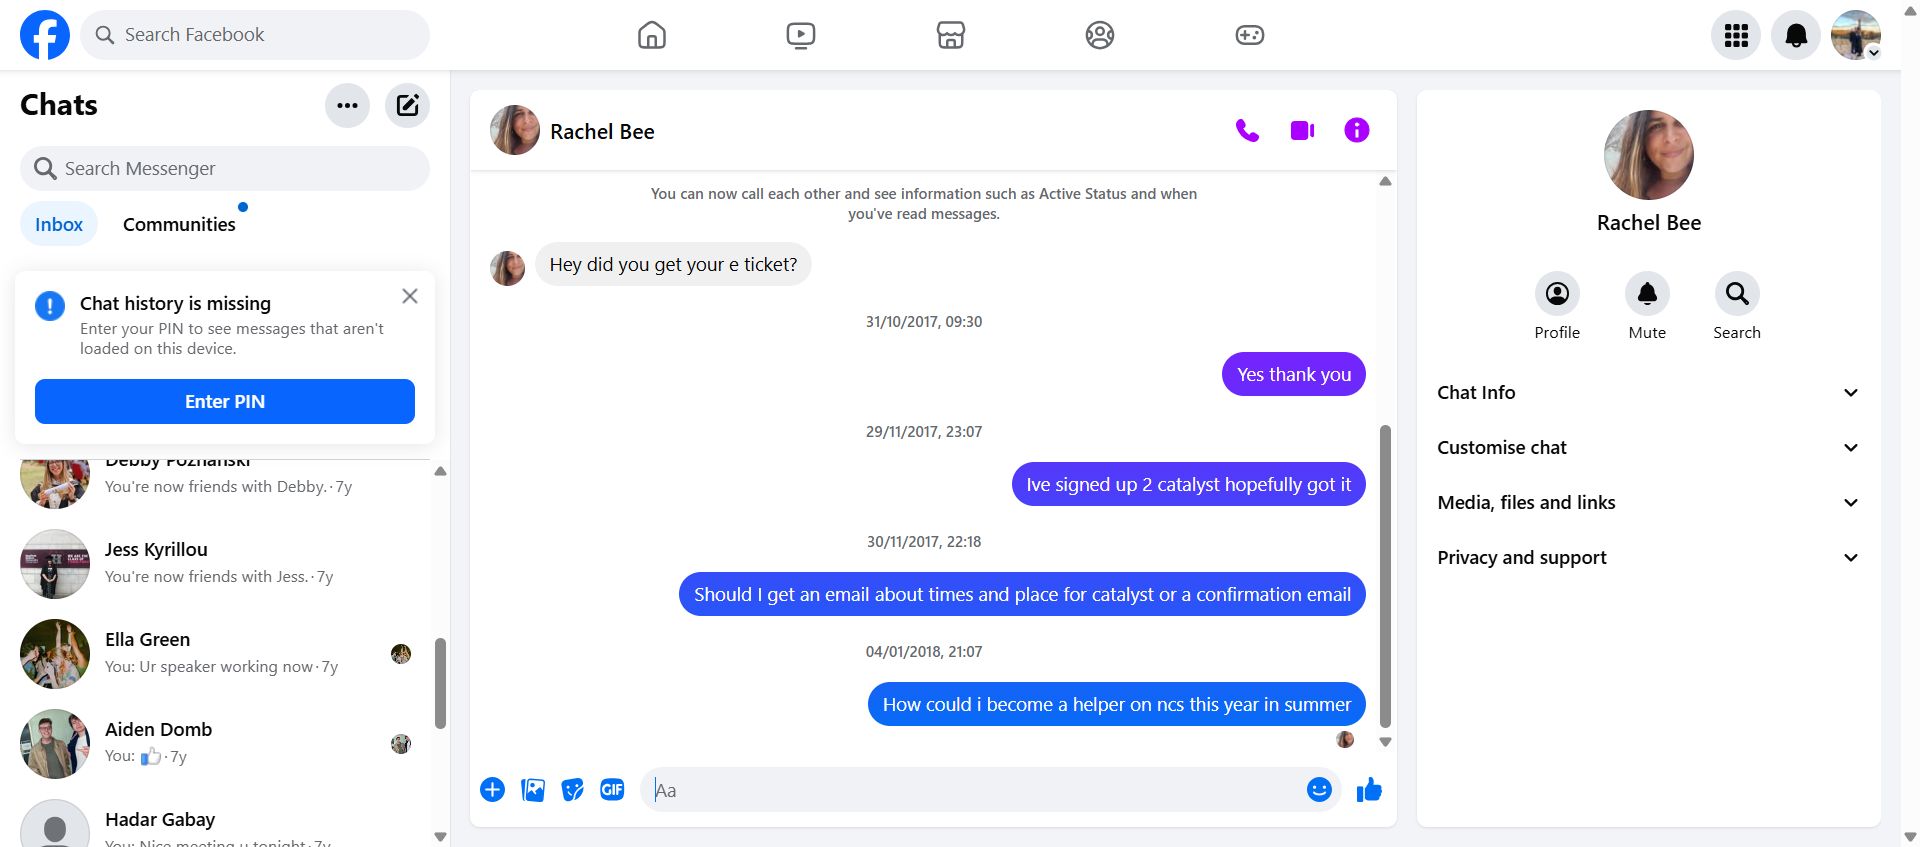 Search Facebook
Chats
Search Messenger
Inbox
Communities
Chat history is missing
Enter your PIN to see messages that aren't
loaded on this device.
Enter PIN
Debby Poznanski
You're now friends with Debby. · 7y
Jess Kyrillou
You're now friends with Jess. · 7y
Ella Green
You: Ur speaker working now · 7y
Aiden Domb
You: 👍 · 7y
Hadar Gabay
You: Nice meeting u tonight · 7y
Rachel Bee
You can now call each other and see information such as Active Status and when
you've read messages.
Hey did you get your e ticket?
31/10/2017, 09:30
Yes thank you
29/11/2017, 23:07
Ive signed up 2 catalyst hopefully got it
30/11/2017, 22:18
Should I get an email about times and place for catalyst or a confirmation email
04/01/2018, 21:07
How could i become a helper on ncs this year in summer
GIF
Aa
Rachel Bee
Profile
Mute
Search
Chat Info
Customise chat
Media, files and links
Privacy and support